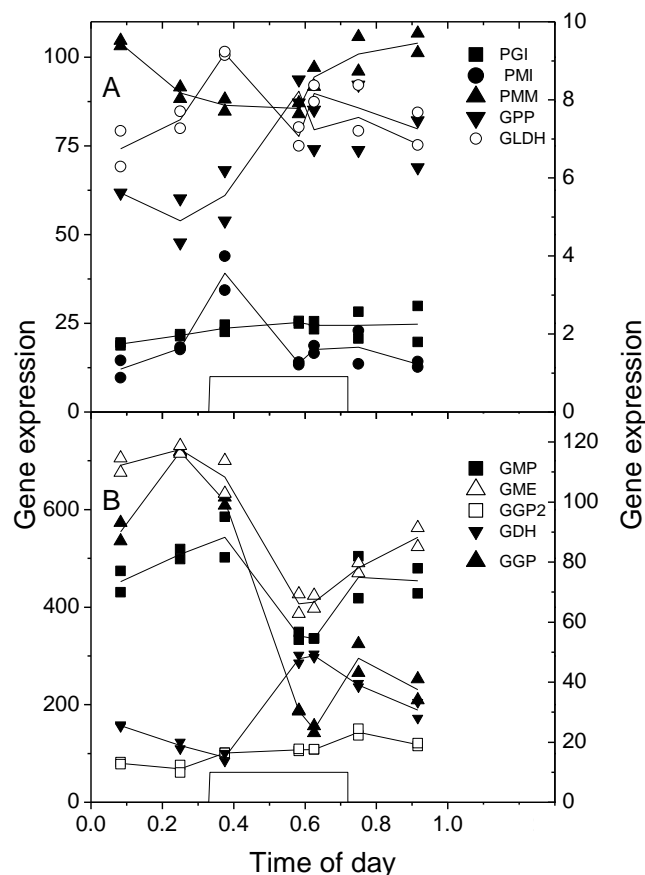 A
100
75
50
25
0
10
8
6
4
2
0
PGI
PMI
PMM
GPP
GLDH
Gene expression
Gene expression
B
600
400
200
0
120
100
80
60
40
20
0
GMP
GME
GGP2
GDH
GGP
0.0 0.2 0.4 0.6 0.8 1.0
Time of day